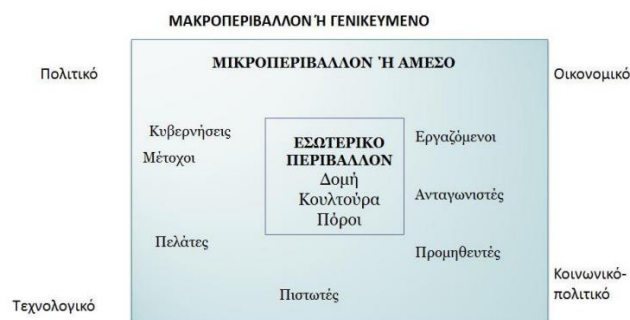 ΜΑΚΡΟΠΕΡΙΒΑΛΛΟΝ Ή ΓΕΝΙΚΕΥΜΕΝΟ
ΜΙΚΡΟΠΕΡΙΒΑΛΛΟΝ Ή ΑΜΕΣΟ
Πολιτικό
Οικονομικό
Κυβερνήσεις
Μέτοχοι
ΕΣΩΤΕΡΙΚΟ
ΠΕΡΙΒΑΛΛΟΝ
Δομή
Κουλτούρα
Πόροι
Εργαζόμενοι
Ανταγωνιστές
Πελάτες
Προμηθευτές
Πιστωτές
Τεχνολογικό
Κοινωνικό-
πολιτικό